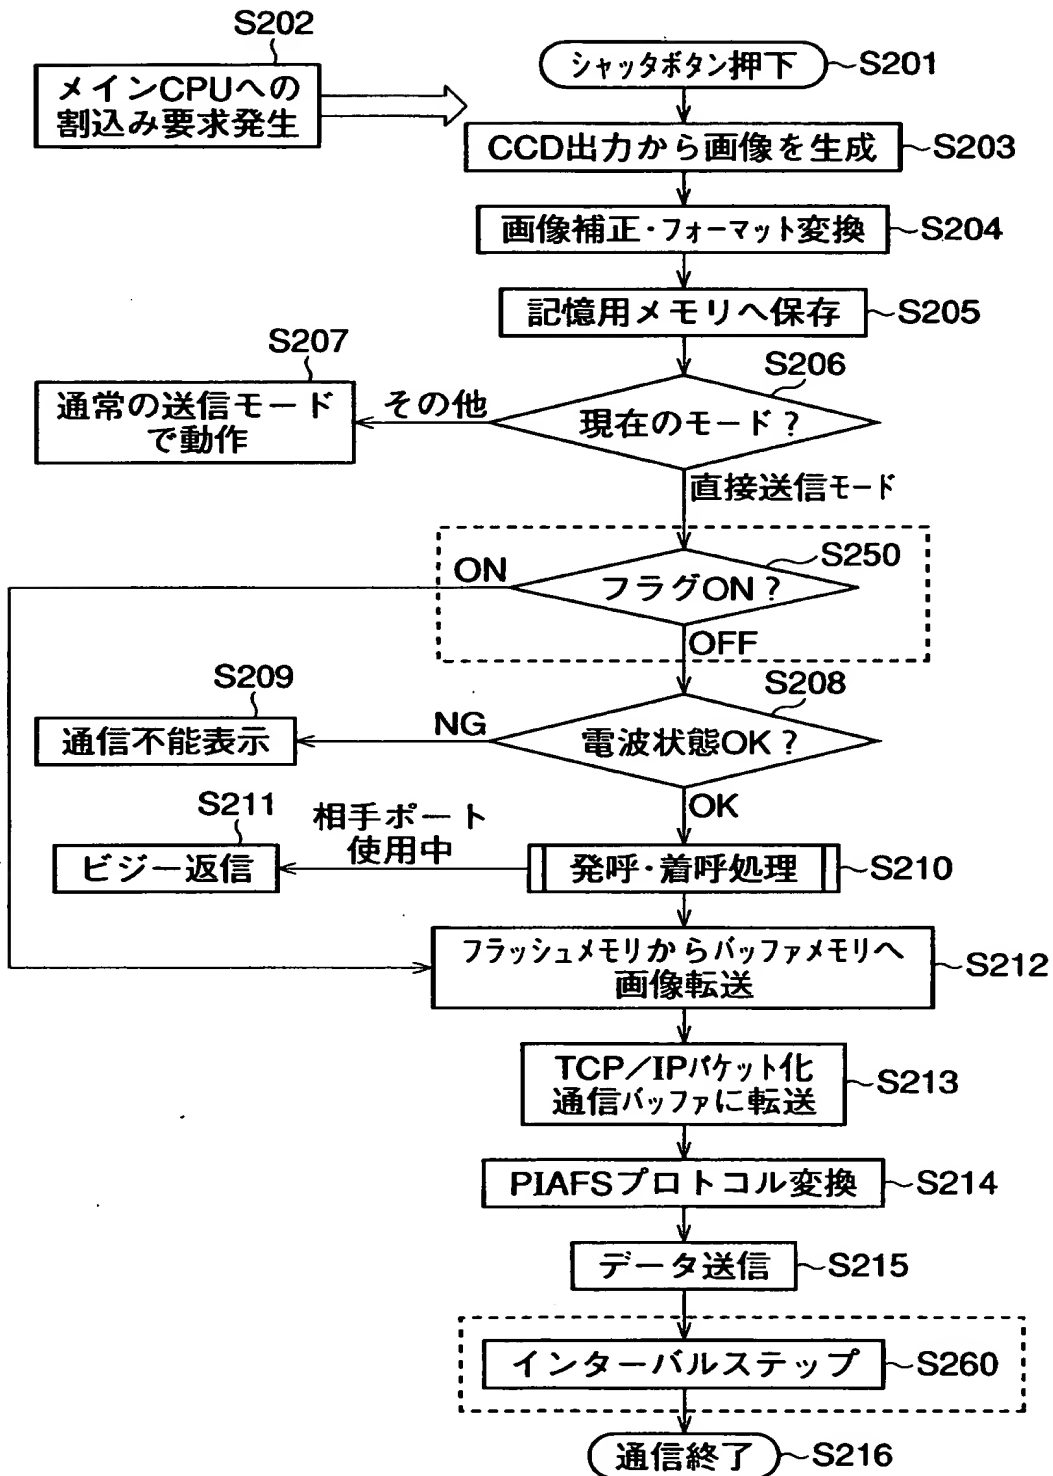 S202
メインCPUへの
割込み要求発生
シャッタボタン押下
S201
CCD出力から画像を生成
S203
画像補正・フォーマット変換
S204
記憶用メモリへ保存
S205
S207
通常の送信モード
で動作
その他
S206
現在のモード?
直接送信モード
S250
ON
フラグON?
OFF
S209
通信不能表示
NG
S208
電波状態OK?
OK
S211
ビジー返信
相手ポート
使用中
発呼・着呼処理
S210
フラッシュメモリからバッファメモリへ
画像転送
S212
TCP/IPパケット化
通信バッファに転送
S213
PIAFSプロトコル変換
S214
データ送信
S215
インターバルステップ
S260
通信終了
S216